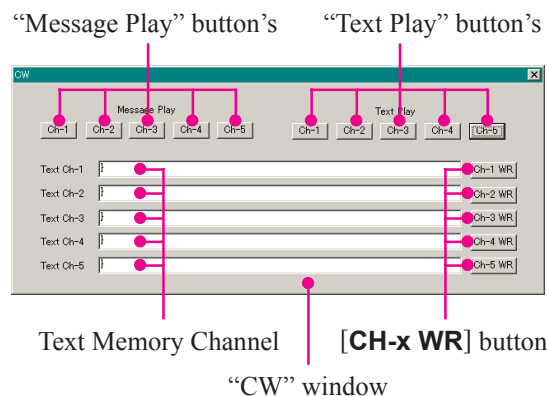 “Message Play” button's “Text Play” button's
CW
Message Play Text Play
Ch-1 Ch-2 Ch-3 Ch-4 Ch-5 Ch-1 Ch-2 Ch-3 Ch-4 Ch-5
Text Ch-1 } Ch-1 WR
Text Ch-2 } Ch-2 WR
Text Ch-3 } Ch-3 WR
Text Ch-4 } Ch-4 WR
Text Ch-5 } Ch-5 WR
Text Memory Channel [CH-x WR] button
“CW” window